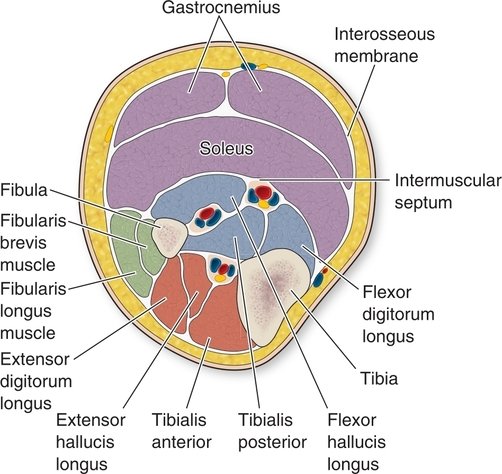 Gastrocnemius
Interosseous
membrane
Soleus
Intermuscular
septum
Fibula
Fibularis
brevis
muscle
Fibularis
longus
muscle
Extensor
digitorum
longus
Flexor
digitorum
longus
Tibia
Extensor
hallucis
longus
Tibialis
anterior
Tibialis
posterior
Flexor
hallucis
longus